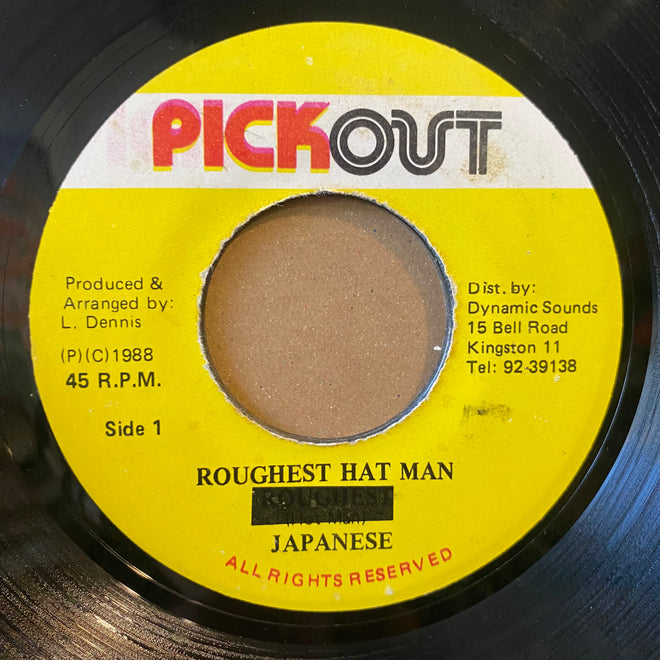 PICKOUT
Produced &
Arranged by:
L. Dennis
(P)(C)1988
45 R.P.M.
Side 1
Dist. by:
Dynamic Sounds
15 Bell Road
Kingston 11
Tel: 92-39138
ROUGHEST HAT MAN
ROUGHEST
JAPANESE
ALL RIGHTS RESERVED